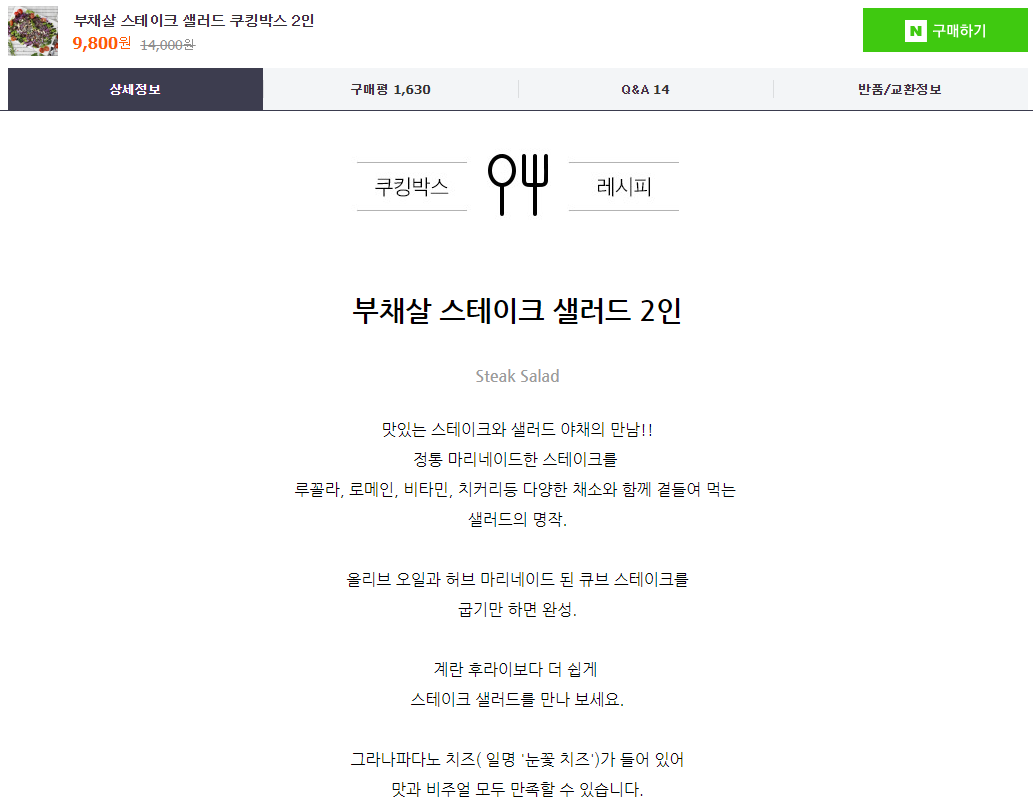 부채살 스테이크 샐러드 쿠킹박스 2인
9,800원 14,000원
N 구매하기
상세정보 구매평 1,630 Q&A 14 반품/교환정보
쿠킹박스 레시피
부채살 스테이크 샐러드 2인
Steak Salad
맛있는 스테이크와 샐러드 야채의 만남!!
정통 마리네이드한 스테이크를
루꼴라, 로메인, 비타민, 치커리등 다양한 채소와 함께 곁들여 먹는
샐러드의 명작.
올리브 오일과 허브 마리네이드 된 큐브 스테이크를
굽기만 하면 완성.
계란 후라이보다 더 쉽게
스테이크 샐러드를 만나 보세요.
그라나파다노 치즈( 일명 '눈꽃 치즈')가 들어 있어
맛과 비주얼 모두 만족할 수 있습니다.